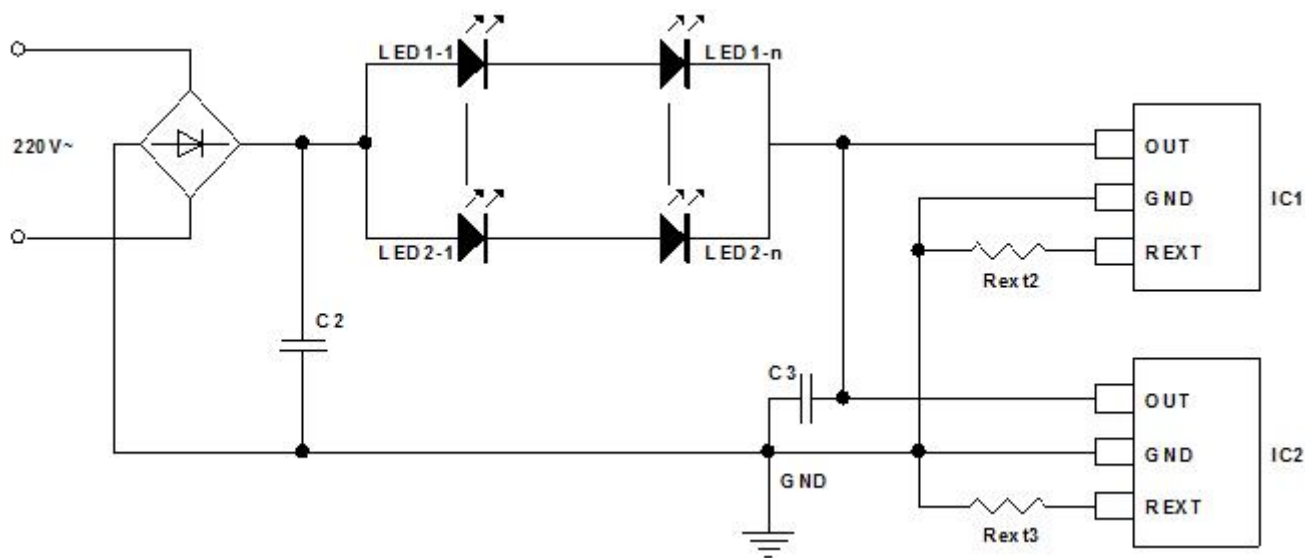 LED1-1
LED1-n
220V~
OUT
GND
IC1
REXT
LED2-1
LED2-n
Rext2
C2
C3
OUT
GND
IC2
GND
REXT
Rext3